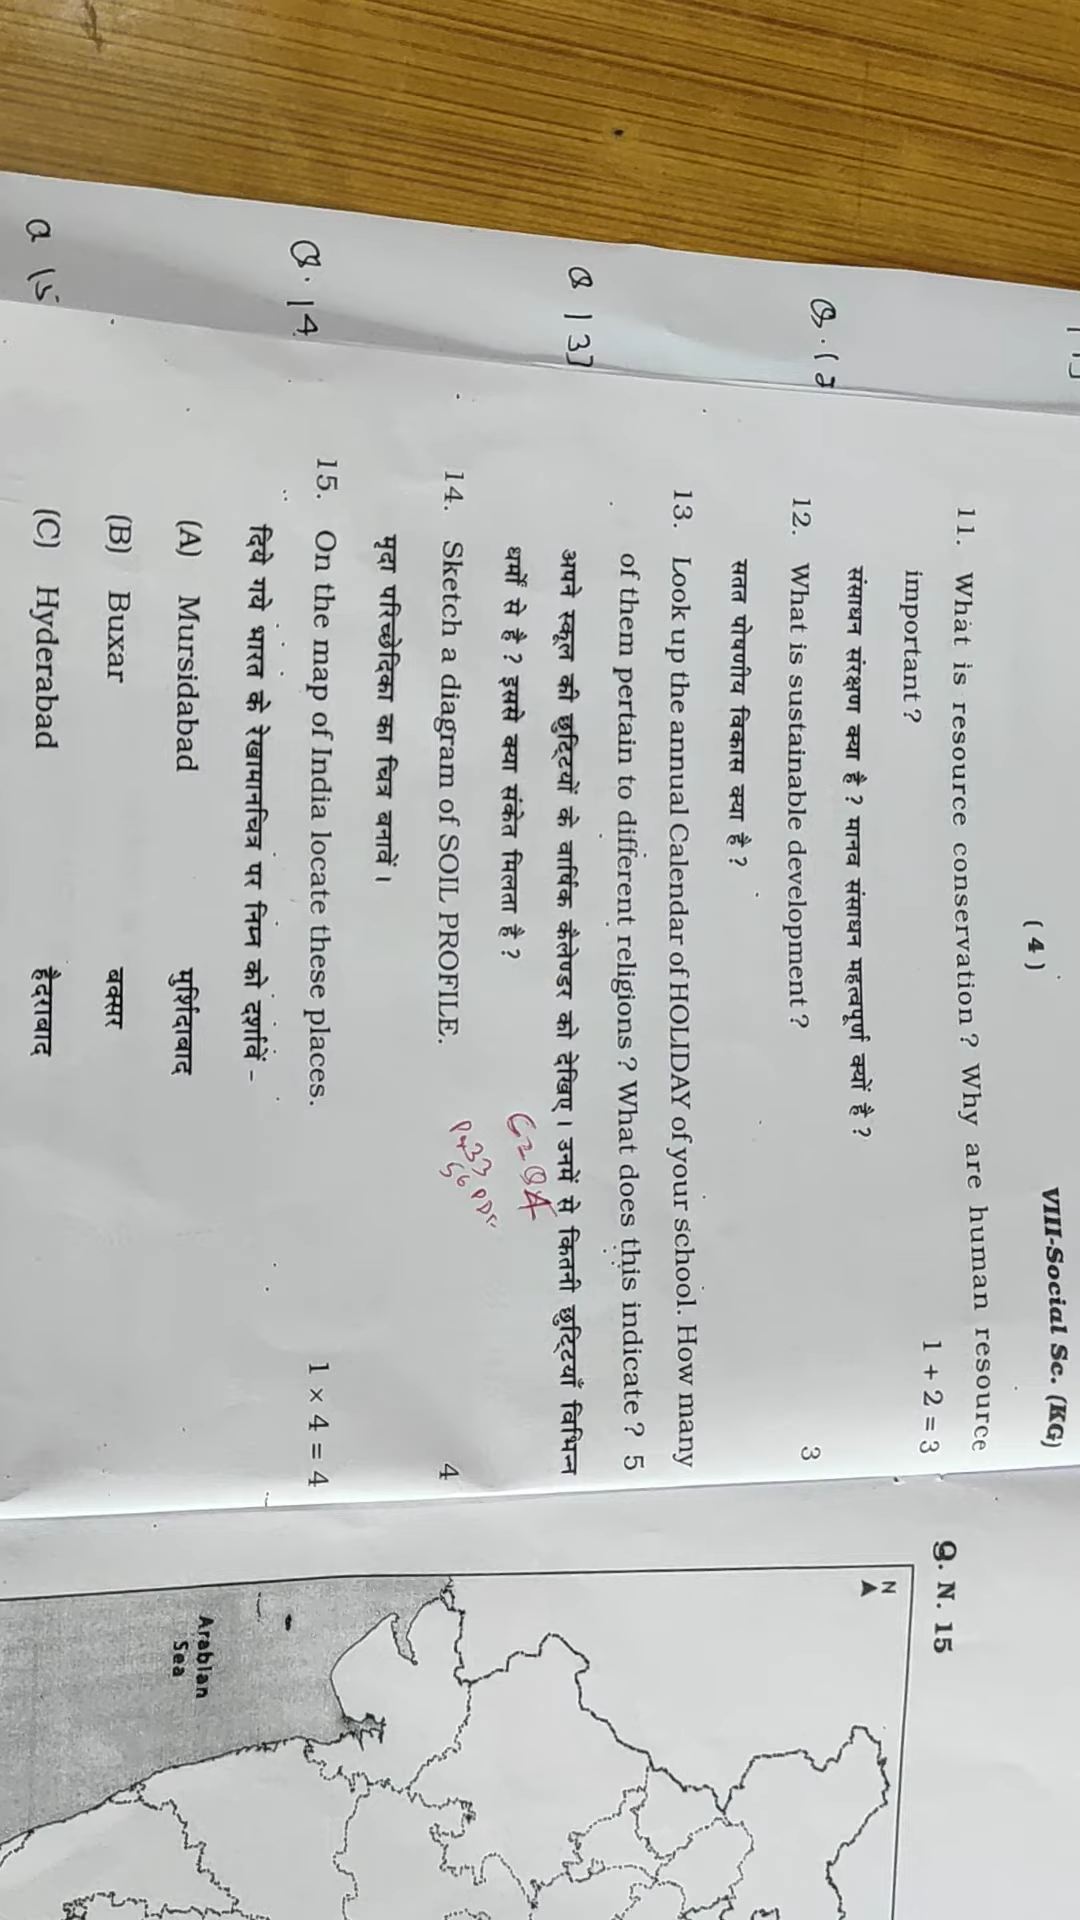 ( 4 )
VIII-Social Sc. (KG)
11. What is resource conservation ? Why are human resource
important ?
1 + 2 = 3
संसाधन संरक्षण क्या है ? मानव संसाधन महत्वपूर्ण क्यों है ?
Q. 12
12. What is sustainable development ?
3
सतत पोषणीय विकास क्या है ?
13. Look up the annual Calendar of HOLIDAY of your school. How many
of them pertain to different religions ? What does this indicate ? 5
Q 13
अपने स्कूल की छुट्टियों के वार्षिक कैलेण्डर को देखिए। उनमें से कितनी छुट्टियाँ विभिन्न
धर्मों से है ? इससे क्या संकेत मिलता है ?
14. Sketch a diagram of SOIL PROFILE.
4
मृदा परिच्छेदिका का चित्र बनावें।
Q. 14
15. On the map of India locate these places.
1 × 4 = 4
दिये गये भारत के रेखामानचित्र पर निम्न को दर्शावें -
(A) Mursidabad मुर्शिदाबाद
(B) Buxar बक्सर
Q 15
(C) Hyderabad हैदराबाद
Q. N. 15
N
Arabian
Sea